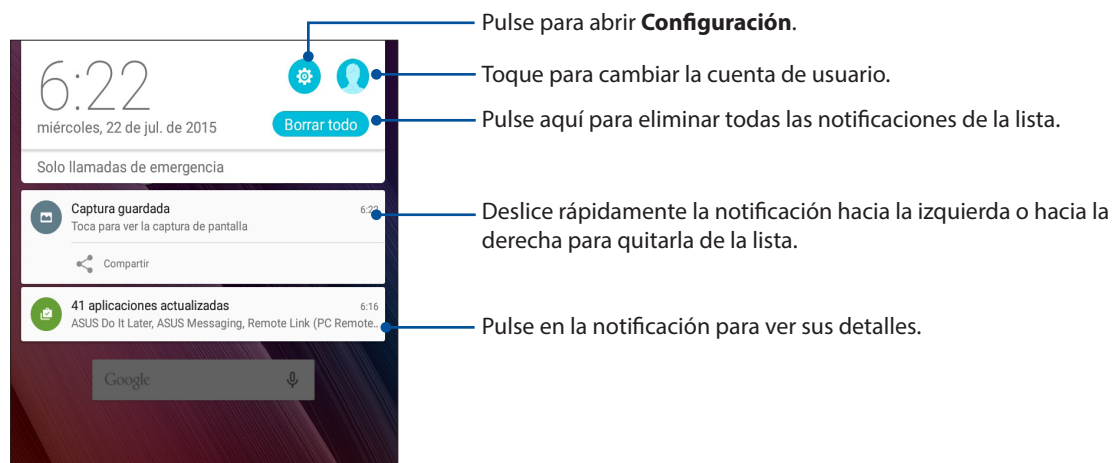 Pulse para abrir Configuración.
6:22
Toque para cambiar la cuenta de usuario.
miércoles, 22 de jul. de 2015
Borrar todo
Pulse aquí para eliminar todas las notificaciones de la lista.
Solo llamadas de emergencia
Captura guardada
6:22
Toca para ver la captura de pantalla
Deslice rápidamente la notificación hacia la izquierda o hacia la
derecha para quitarla de la lista.
Compartir
41 aplicaciones actualizadas
6:16
ASUS Do It Later, ASUS Messaging, Remote Link (PC Remote..
Pulse en la notificación para ver sus detalles.
Google